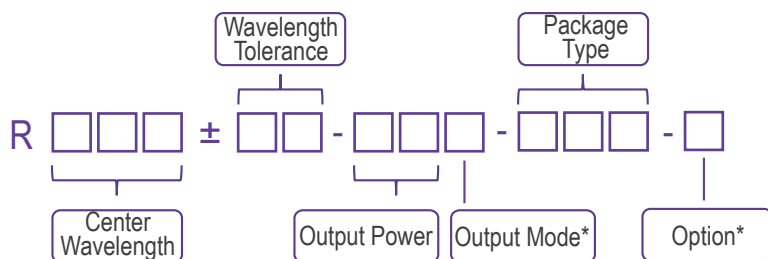 Wavelength
Tolerance
Package
Type
R □□□ ± □□ - □□□ - □□□ - □
Center
Wavelength
Output Power
Output Mode*
Option*